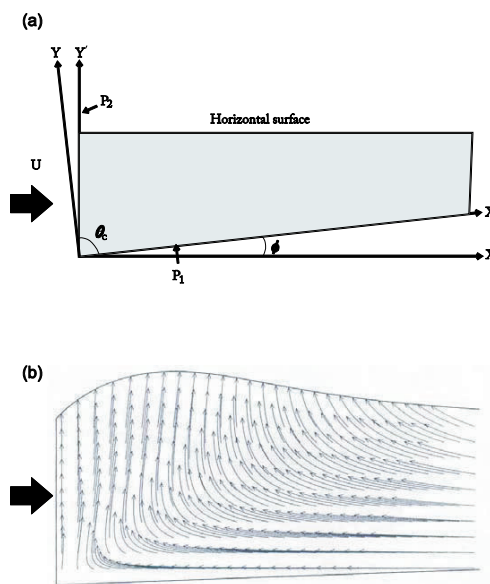 (a)
Y Y′
P2
Horizontal surface
U
X
θc
ϕ
X
P1
(b)